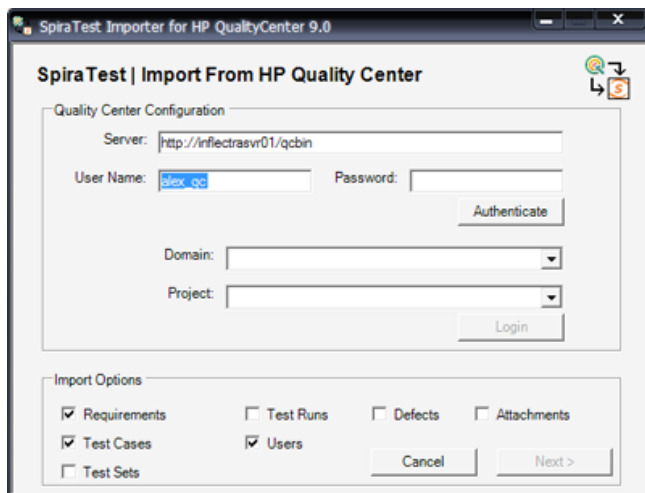 SpiraTest Importer for HP QualityCenter 9.0
SpiraTest | Import From HP Quality Center
Quality Center Configuration
Server: http://inflectrasvr01/qcbin
User Name: alex_qc Password:
Authenticate
Domain:
Project:
Login
Import Options
Requirements Test Runs Defects Attachments
Test Cases Users
Test Sets Cancel Next >